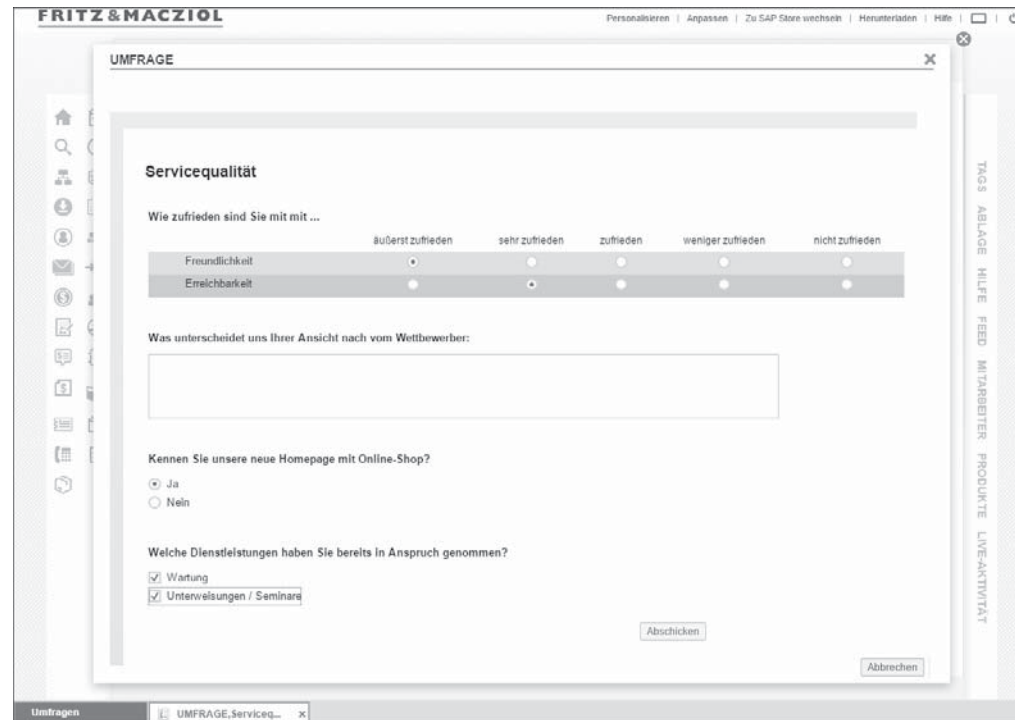 FRITZ & MACZIOL
Personalisieren | Anpassen | Zu SAP Store wechseln | Herunterladen | Hilfe |
UMFRAGE
Servicequalität
Wie zufrieden sind Sie mit mit ...
äußerst zufrieden sehr zufrieden zufrieden weniger zufrieden nicht zufrieden
Freundlichkeit
Erreichbarkeit
Was unterscheidet uns Ihrer Ansicht nach vom Wettbewerber:
Kennen Sie unsere neue Homepage mit Online-Shop?
Ja
Nein
Welche Dienstleistungen haben Sie bereits in Anspruch genommen?
Wartung
Unterweisungen / Seminare
Abschicken
Abbrechen
TAGS ABLAGE HILFE FEED MITARBEITER PRODUKTE LIVE-AKTIVITÄT
Umfragen UMFRAGE,Serviceq...